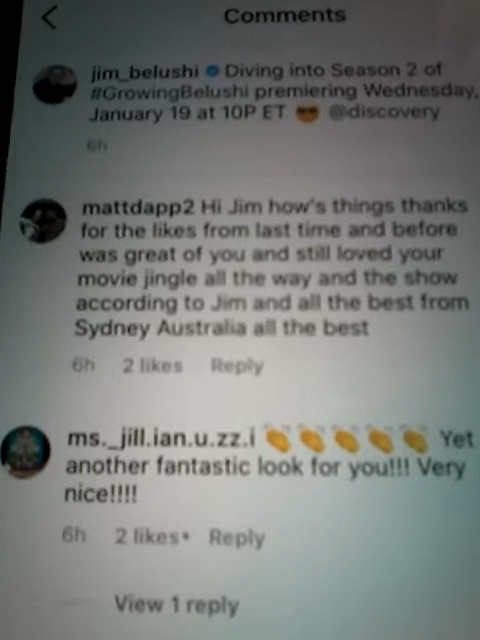 Comments
jim_belushi Diving into Season 2 of
#GrowingBelushi premiering Wednesday,
January 19 at 10P ET 😎 @discovery
6h
mattdapp2 Hi Jim how's things thanks
for the likes from last time and before
was great of you and still loved your
movie jingle all the way and the show
according to Jim and all the best from
Sydney Australia all the best
6h 2 likes Reply
ms._jill.ian.u.zz.i 👏👏👏👏👏 Yet
another fantastic look for you!!! Very
nice!!!!
6h 2 likes Reply
View 1 reply